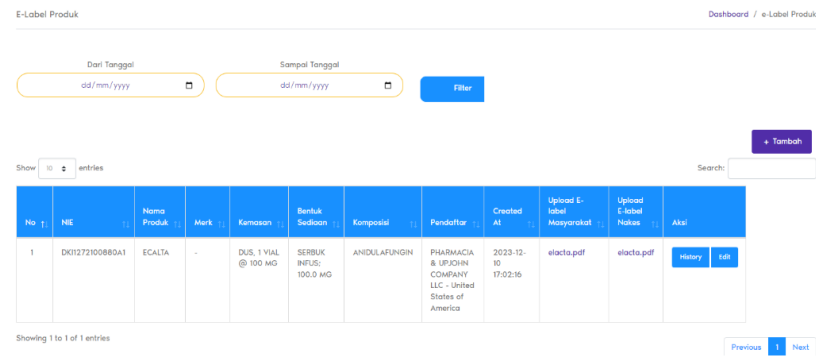 E-Label Produk
Dashboard / e-Label Produk
Dari Tanggal
Sampai Tanggal
dd/mm/yyyy
dd/mm/yyyy
Filter
+ Tambah
Show 10 entries
Search:
No
NIE
Nama
Produk
Merk
Kemasan
Bentuk
Sediaan
Komposisi
Pendaftar
Created
At
Upload E-
label
Masyarakat
Upload
E-label
Nakes
Aksi
1
DKI1272100880A1
ECALTA
-
DUS, 1 VIAL
@ 100 MG
SERBUK
INFUS;
100.0 MG
ANIDULAFUNGIN
PHARMACIA
& UPJOHN
COMPANY
LLC - United
States of
America
2023-12-
10
17:02:16
elacta.pdf
elacta.pdf
History
Edit
Showing 1 to 1 of 1 entries
Previous 1 Next